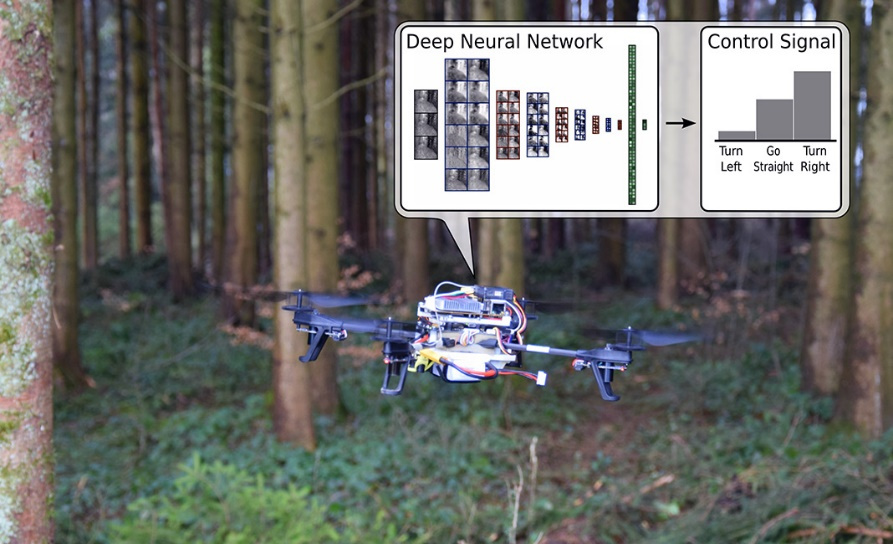 Deep Neural Network
Control Signal
Turn Go Turn
Left Straight Right